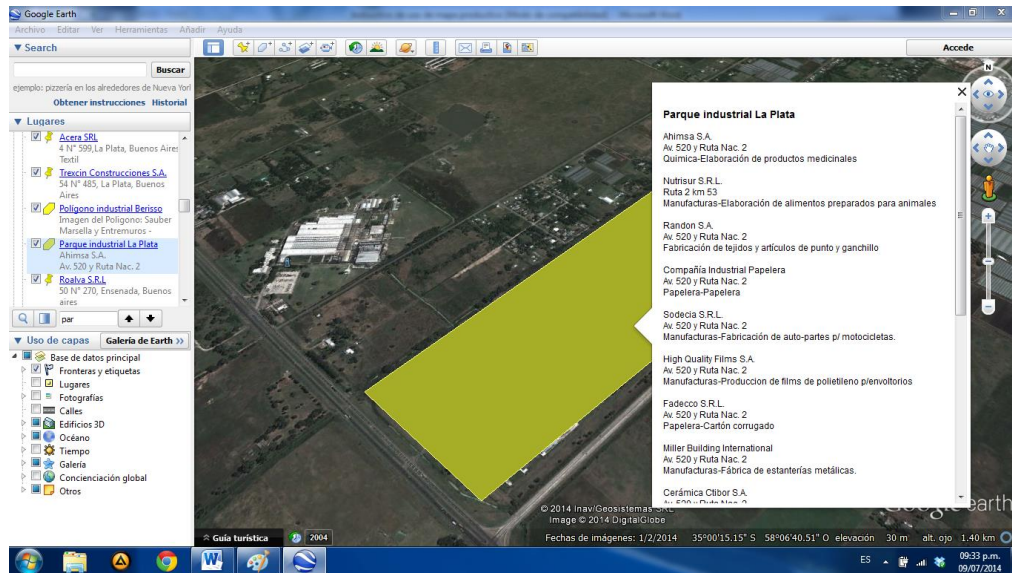 Google Earth
Archivo Editar Ver Herramientas Añadir Ayuda
Accede
▼ Search
Buscar
ejemplo: pizzería en los alrededores de Nueva Yorl
Obtener instrucciones Historial
▼ Lugares
Acera SRL
4 N° 599,La Plata, Buenos Aires
Textil
Trexcin Construcciones S.A.
54 N° 485, La Plata, Buenos
Aires
Polígono industrial Berisso
Imagen del Poligono: Sauber
Marsella y Entremuros -
Parque industrial La Plata
Ahimsa S.A.
Av. 520 y Ruta Nac. 2
Roalva S.R.L
50 N° 270, Ensenada, Buenos
aires
par
▼ Uso de capas Galería de Earth >>
Base de datos principal
Fronteras y etiquetas
Lugares
Fotografías
Calles
Edificios 3D
Océano
Tiempo
Galería
Concienciación global
Otros
N
Parque industrial La Plata
Ahimsa S.A.
Av. 520 y Ruta Nac. 2
Quimica-Elaboración de productos medicinales
Nutrisur S.R.L.
Ruta 2 km 53
Manufacturas-Elaboración de alimentos preparados para animales
Randon S.A.
Av. 520 y Ruta Nac. 2
Fabricación de tejidos y artículos de punto y ganchillo
Compañía Industrial Papelera
Av. 520 y Ruta Nac. 2
Papelera-Papelera
Sodecia S.R.L.
Av. 520 y Ruta Nac. 2
Manufacturas-Fabricación de auto-partes p/ motocicletas.
High Quality Films S.A.
Av. 520 y Ruta Nac. 2
Manufacturas-Produccion de films de polietileno p/envoltorios
Fadecco S.R.L.
Av. 520 y Ruta Nac. 2
Papelera-Cartón corrugado
Miller Building International
Av. 520 y Ruta Nac. 2
Manufacturas-Fábrica de estanterías metálicas.
Cerámica Ctibor S.A.
Av. 520 y Ruta Nac. 2
© 2014 Inav/Geosistemas SRL
Image © 2014 DigitalGlobe
Google earth
Guía turística
2004
Fechas de imágenes: 1/2/2014 35°00'15.15" S 58°06'40.51" O elevación 30 m alt. ojo 1.40 km
ES
09:33 p.m.
09/07/2014